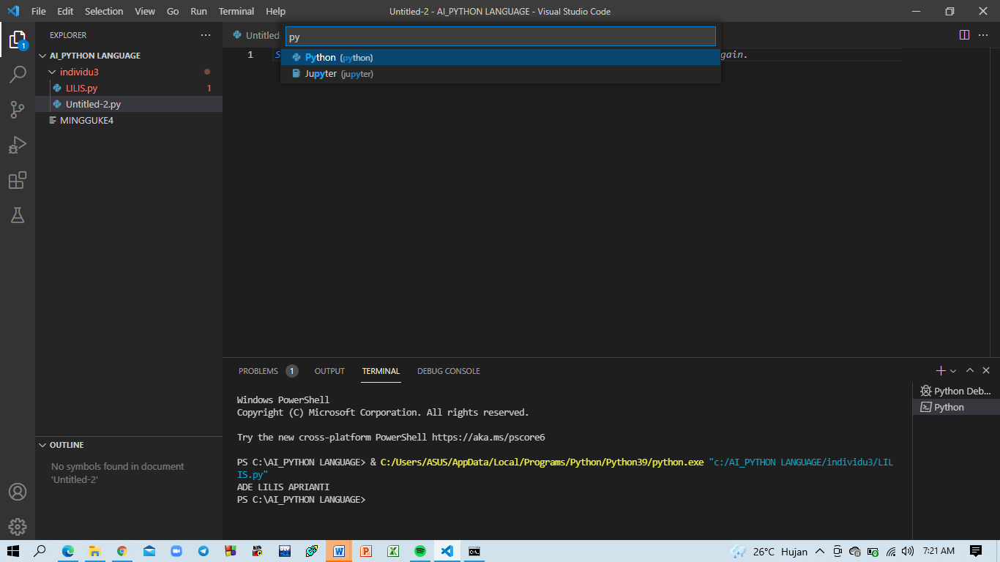 File Edit Selection View Go Run Terminal Help
Untitled-2 - AI_PYTHON LANGUAGE - Visual Studio Code
1
EXPLORER
AI_PYTHON LANGUAGE
individu3
LILIS.py 1
Untitled-2.py
MINGGUKE4
OUTLINE
No symbols found in document
'Untitled-2'
Untitled
py
Python (python)
Jupyter (jupyter)
1 S gain.
PROBLEMS 1 OUTPUT TERMINAL DEBUG CONSOLE
Windows PowerShell
Copyright (C) Microsoft Corporation. All rights reserved.
Try the new cross-platform PowerShell https://aka.ms/pscore6
PS C:\AI_PYTHON LANGUAGE> & C:/Users/ASUS/AppData/Local/Programs/Python/Python39/python.exe "c:/AI_PYTHON LANGUAGE/individu3/LIL
IS.py"
ADE LILIS APRIANTI
PS C:\AI_PYTHON LANGUAGE>
Python Deb...
Python
26°C Hujan 7:21 AM